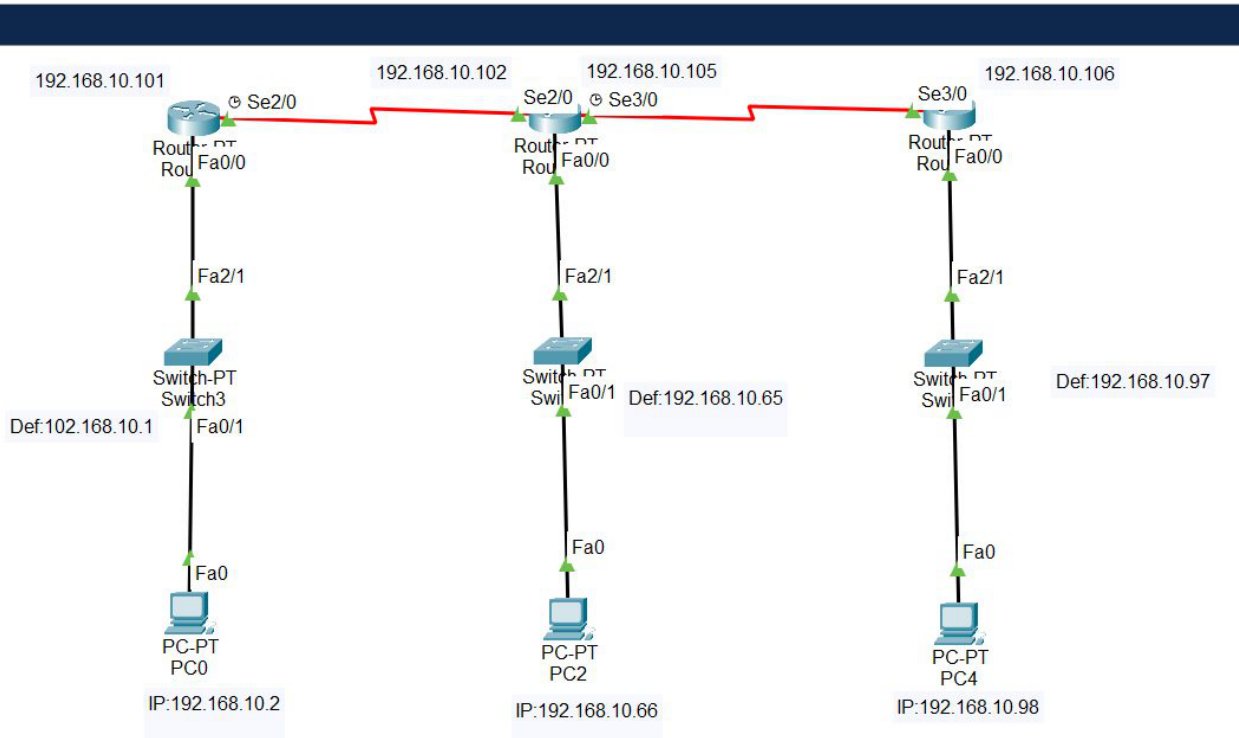 192.168.10.101
192.168.10.102
192.168.10.105
192.168.10.106
Se2/0
Se2/0
Se3/0
Se3/0
Fa0/0
Fa0/0
Fa0/0
Fa2/1
Fa2/1
Fa2/1
Switch-PT
Switch3
Def:102.168.10.1
Fa0/1
Fa0/1
Def:192.168.10.65
Fa0/1
Def:192.168.10.97
Fa0
Fa0
Fa0
PC-PT
PC0
PC-PT
PC2
PC-PT
PC4
IP:192.168.10.2
IP:192.168.10.66
IP:192.168.10.98